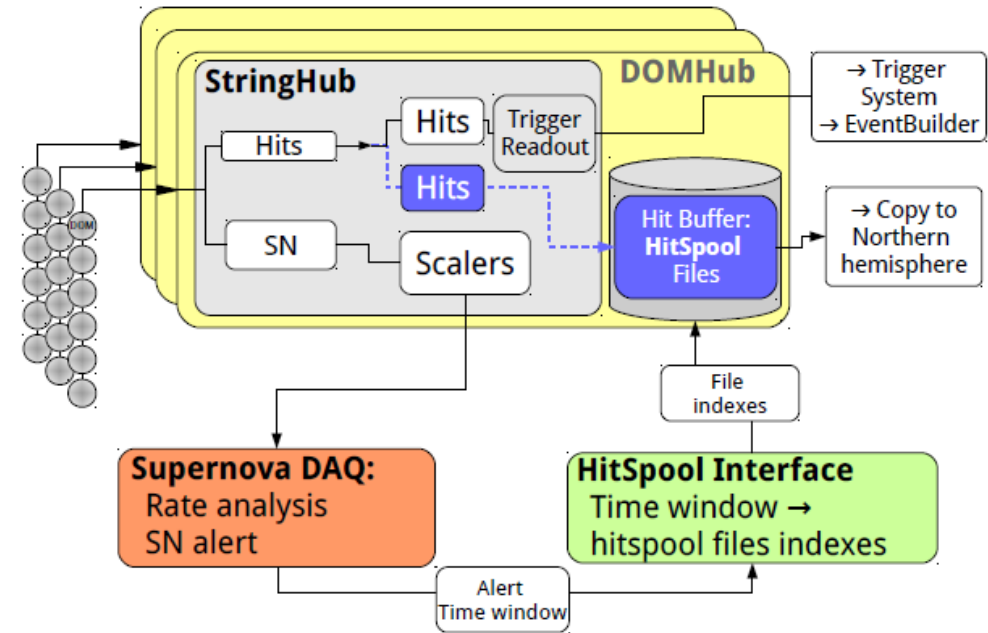 StringHub
DOMHub
Hits
Hits
Trigger
Readout
→ Trigger
System
→ EventBuilder
Hits
DOM
SN
Scalers
Hit Buffer:
HitSpool
Files
→ Copy to
Northern
hemisphere
File
indexes
Supernova DAQ:
Rate analysis
SN alert
HitSpool Interface
Time window →
hitspool files indexes
Alert
Time window